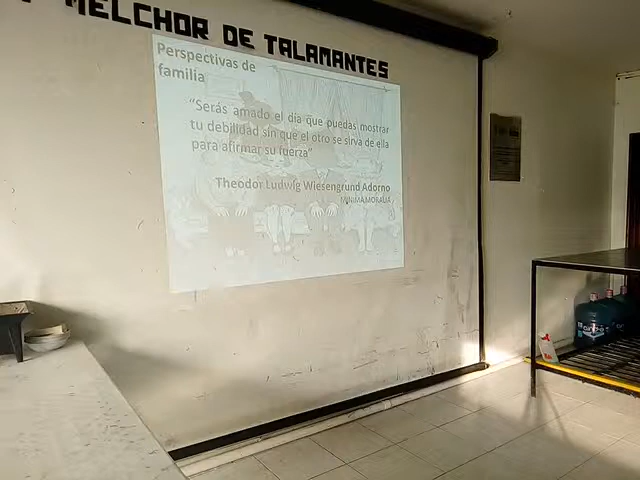 MELCHOR DE TALAMANTES
Perspectivas de
familia
“Serás amado el día que puedas mostrar
tu debilidad sin que el otro se sirva de ella
para afirmar su fuerza”
Theodor Ludwig Wiesengrund Adorno
MINIMA MORALIA